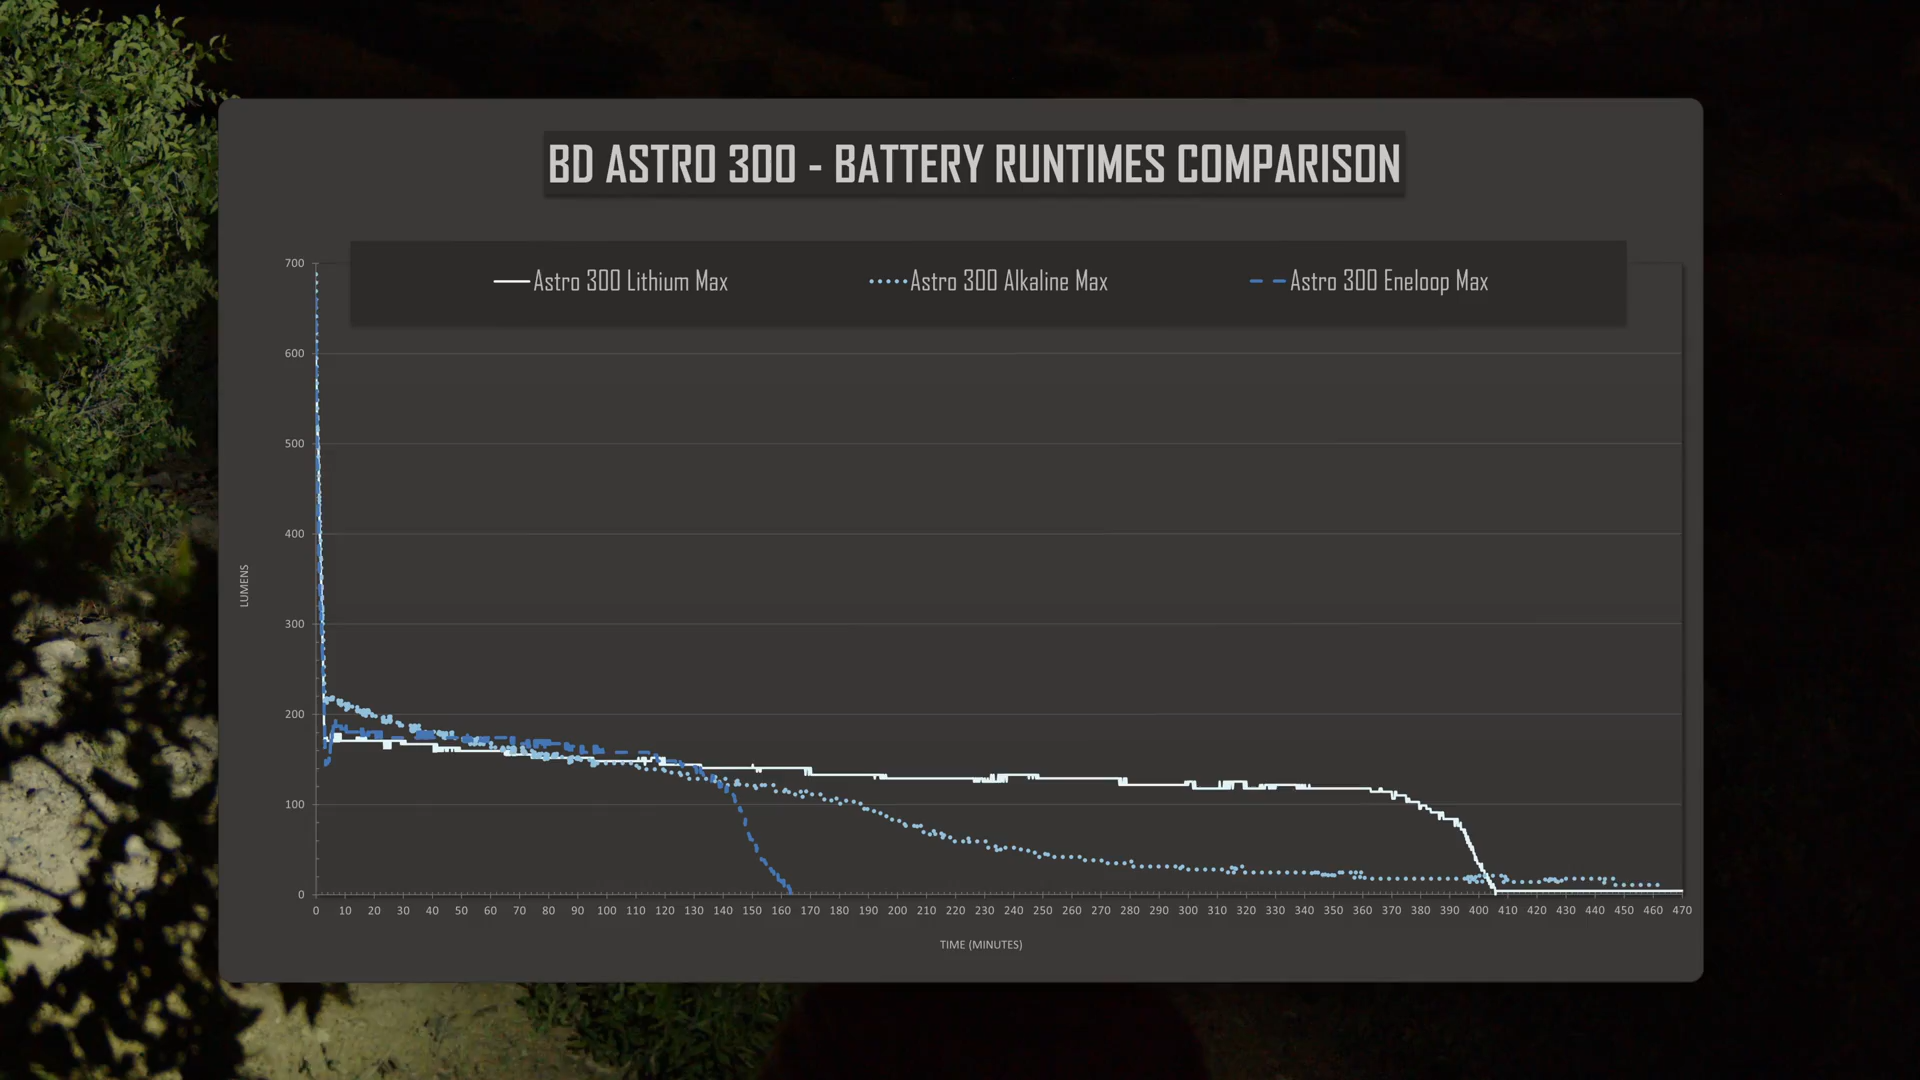 BD ASTRO 300 - BATTERY RUNTIMES COMPARISON
Astro 300 Lithium Max Astro 300 Alkaline Max Astro 300 Eneloop Max
700
600
500
400
300
200
100
0
LUMENS
0 10 20 30 40 50 60 70 80 90 100 110 120 130 140 150 160 170 180 190 200 210 220 230 240 250 260 270 280 290 300 310 320 330 340 350 360 370 380 390 400 410 420 430 440 450 460 470
TIME (MINUTES)